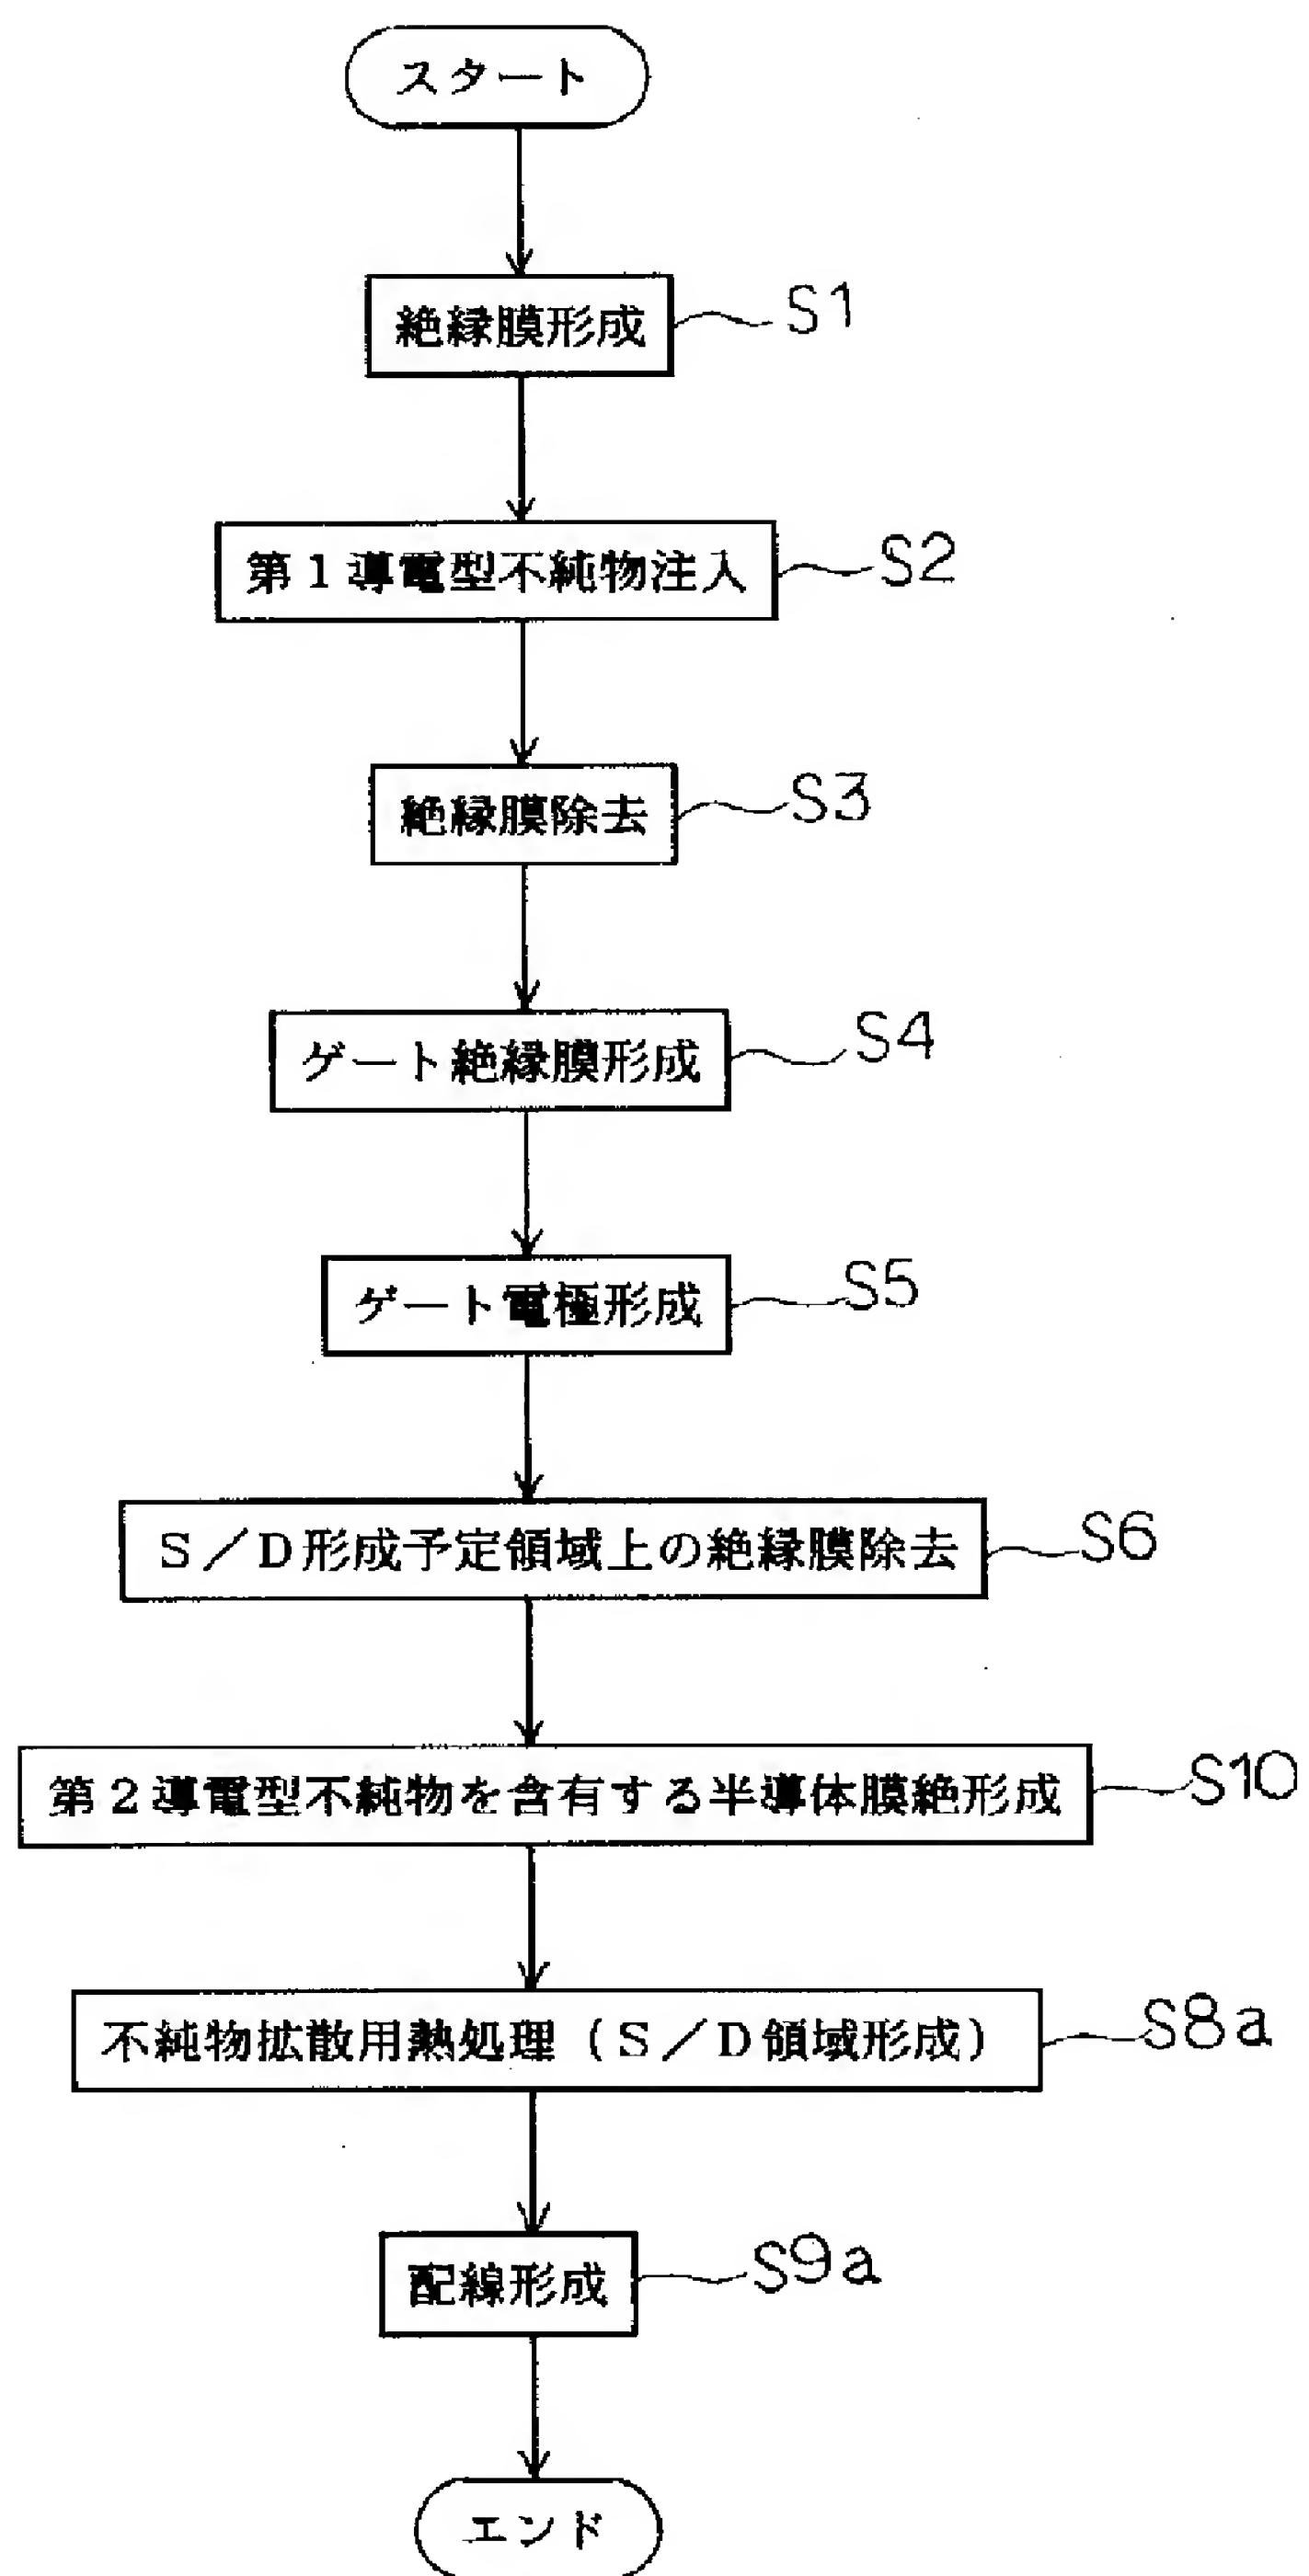 スタート
絶縁膜形成 S1
第1導電型不純物注入 S2
絶縁膜除去 S3
ゲート絶縁膜形成 S4
ゲート電極形成 S5
S/D形成予定領域上の絶縁膜除去 S6
第2導電型不純物を含有する半導体膜絶形成 S10
不純物拡散用熱処理(S/D領域形成) S8a
配線形成 S9a
エンド